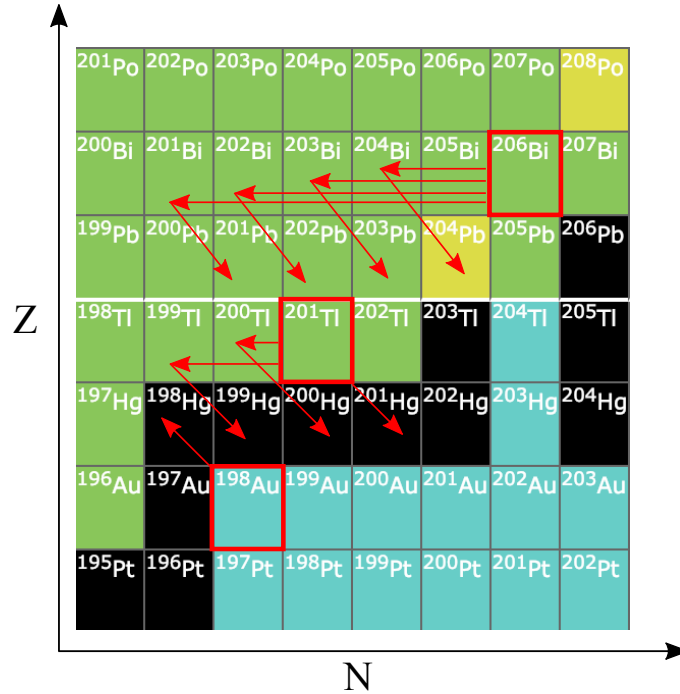 ²⁰¹Po ²⁰²Po ²⁰³Po ²⁰⁴Po ²⁰⁵Po ²⁰⁶Po ²⁰⁷Po ²⁰⁸Po
²⁰⁰Bi ²⁰¹Bi ²⁰²Bi ²⁰³Bi ²⁰⁴Bi ²⁰⁵Bi ²⁰⁶Bi ²⁰⁷Bi
¹⁹⁹Pb ²⁰⁰Pb ²⁰¹Pb ²⁰²Pb ²⁰³Pb ²⁰⁴Pb ²⁰⁵Pb ²⁰⁶Pb
Z
¹⁹⁸Tl ¹⁹⁹Tl ²⁰⁰Tl ²⁰¹Tl ²⁰²Tl ²⁰³Tl ²⁰⁴Tl ²⁰⁵Tl
¹⁹⁷Hg ¹⁹⁸Hg ¹⁹⁹Hg ²⁰⁰Hg ²⁰¹Hg ²⁰²Hg ²⁰³Hg ²⁰⁴Hg
¹⁹⁶Au ¹⁹⁷Au ¹⁹⁸Au ¹⁹⁹Au ²⁰⁰Au ²⁰¹Au ²⁰²Au ²⁰³Au
¹⁹⁵Pt ¹⁹⁶Pt ¹⁹⁷Pt ¹⁹⁸Pt ¹⁹⁹Pt ²⁰⁰Pt ²⁰¹Pt ²⁰²Pt
N